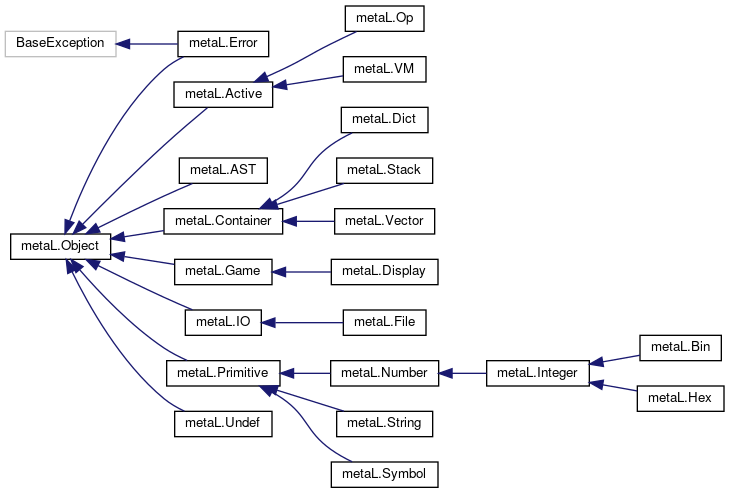 BaseException
metaL.Error
metaL.Op
metaL.VM
metaL.Active
metaL.Dict
metaL.AST
metaL.Stack
metaL.Container
metaL.Vector
metaL.Object
metaL.Game
metaL.Display
metaL.IO
metaL.File
metaL.Primitive
metaL.Number
metaL.Integer
metaL.Bin
metaL.Hex
metaL.Undef
metaL.String
metaL.Symbol